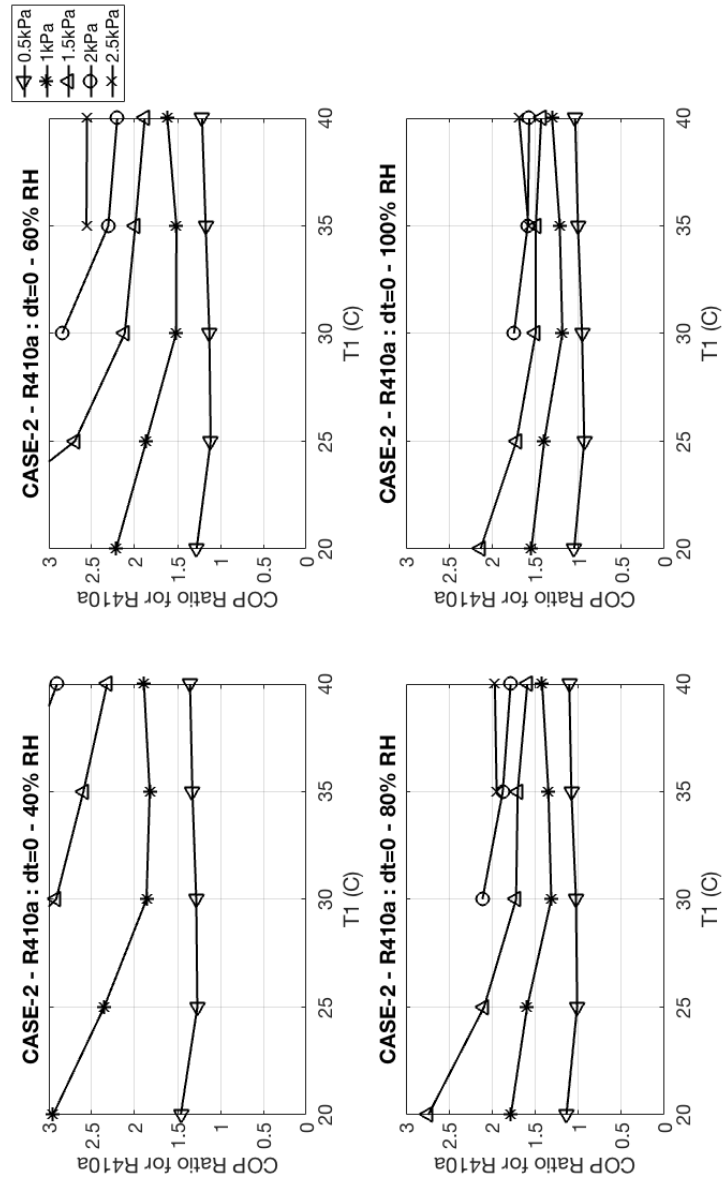 CASE-2 - R410a : dt=0 - 40% RH
COP Ratio for R410a
3
2.5
2
1.5
1
0.5
0
20 25 30 35 40
T1 (C)
CASE-2 - R410a : dt=0 - 60% RH
COP Ratio for R410a
3
2.5
2
1.5
1
0.5
0
20 25 30 35 40
T1 (C)
0.5kPa
1kPa
1.5kPa
2kPa
2.5kPa
CASE-2 - R410a : dt=0 - 80% RH
COP Ratio for R410a
3
2.5
2
1.5
1
0.5
0
20 25 30 35 40
T1 (C)
CASE-2 - R410a : dt=0 - 100% RH
COP Ratio for R410a
3
2.5
2
1.5
1
0.5
0
20 25 30 35 40
T1 (C)